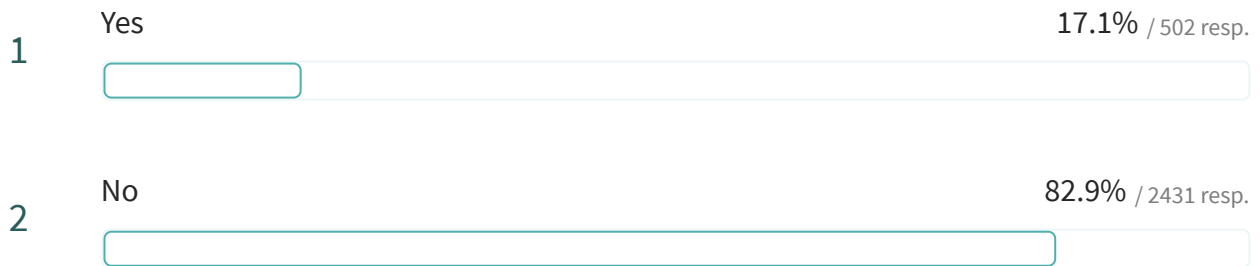 1
Yes 17.1% / 502 resp.
2
No 82.9% / 2431 resp.